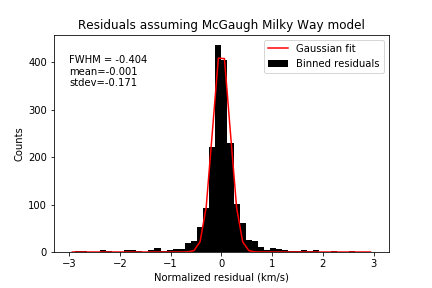 Residuals assuming McGaugh Milky Way model
FWHM = -0.404
mean=-0.001
stdev=-0.171
Gaussian fit
Binned residuals
Counts
400
300
200
100
0
−3 −2 −1 0 1 2 3
Normalized residual (km/s)